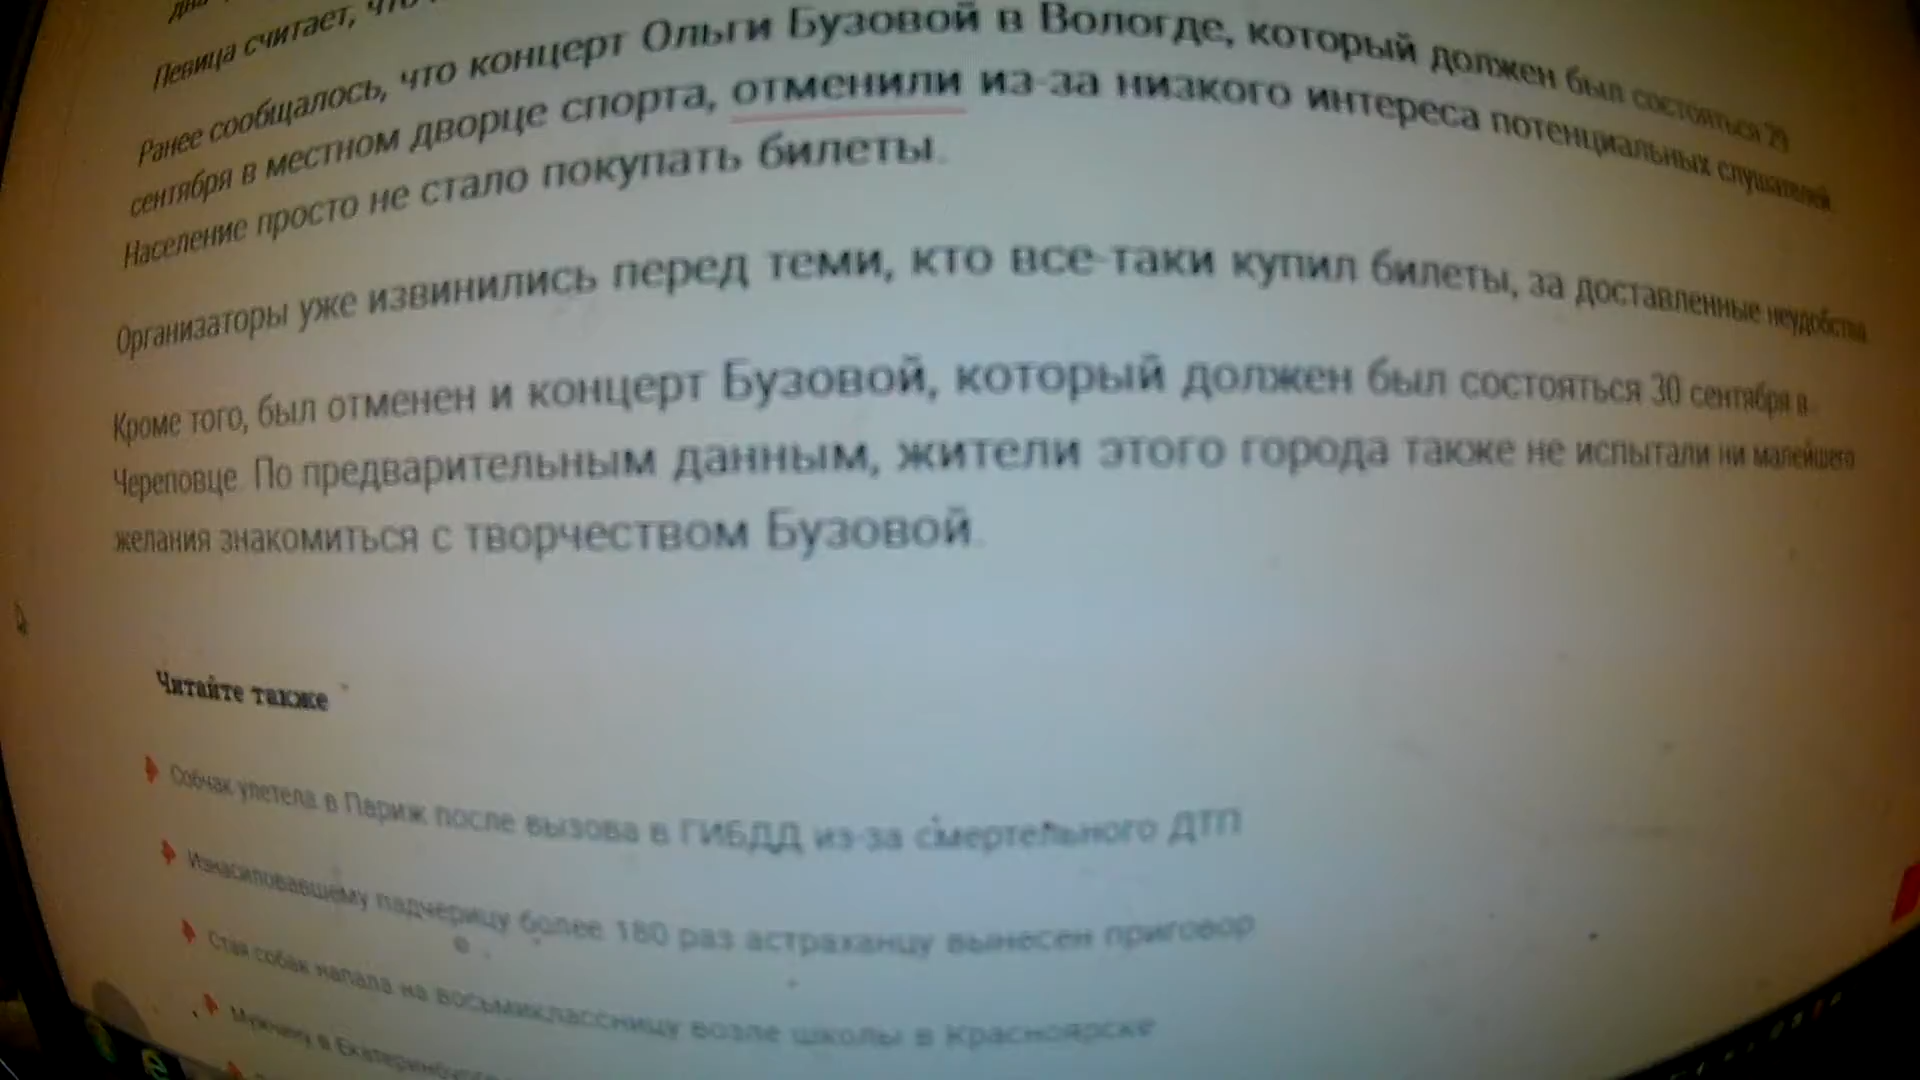 Певица считает, что
Ранее сообщалось, что концерт Ольги Бузовой в Вологде, который должен был состояться 29
сентября в местном дворце спорта, отменили из-за низкого интереса потенциальных слушателей.
Население просто не стало покупать билеты.
Организаторы уже извинились перед теми, кто все-таки купил билеты, за доставленные неудобства.
Кроме того, был отменен и концерт Бузовой, который должен был состояться 30 сентября в
Череповце. По предварительным данным, жители этого города также не испытали ни малейшего
желания знакомиться с творчеством Бузовой.
Читайте также
Собчак улетела в Париж после вызова в ГИБДД из-за смертельного ДТП
Изнасиловавшему падчерицу более 180 раз астраханцу вынесен приговор
Стая собак напала на восьмиклассницу возле школы в Красноярске
Мужчину в